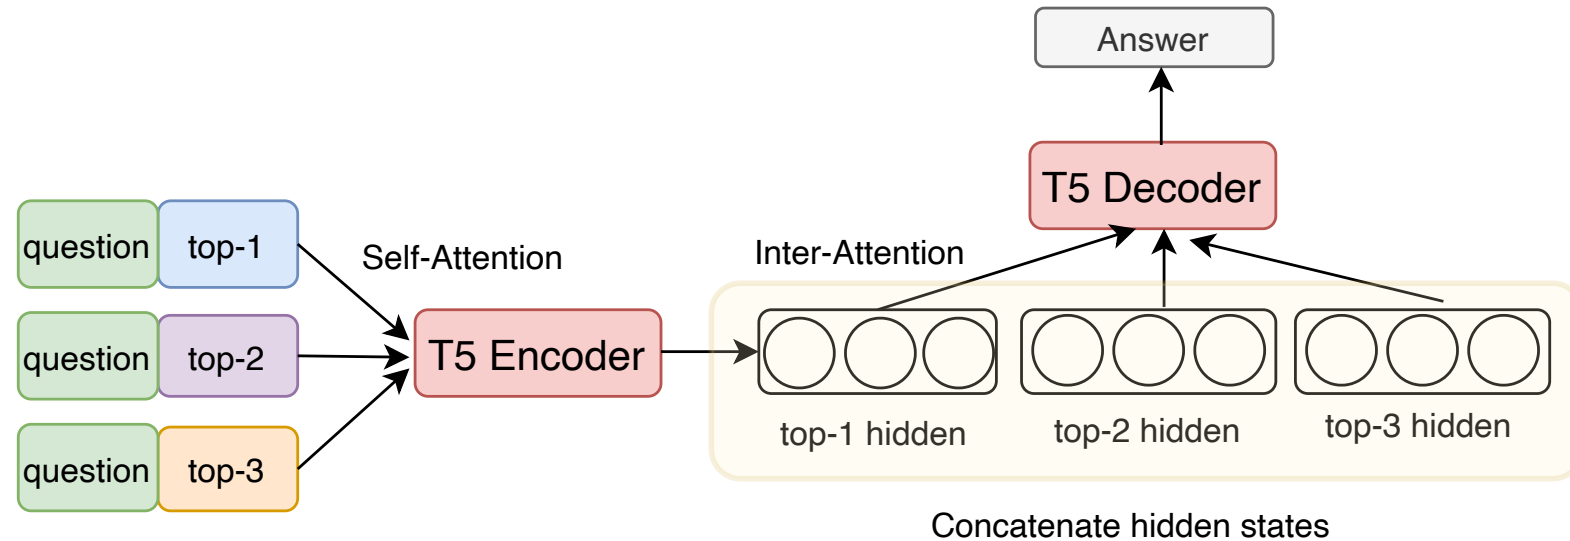 Answer
T5 Decoder
question top-1
Self-Attention
Inter-Attention
question top-2
T5 Encoder
question top-3
top-1 hidden
top-2 hidden
top-3 hidden
Concatenate hidden states